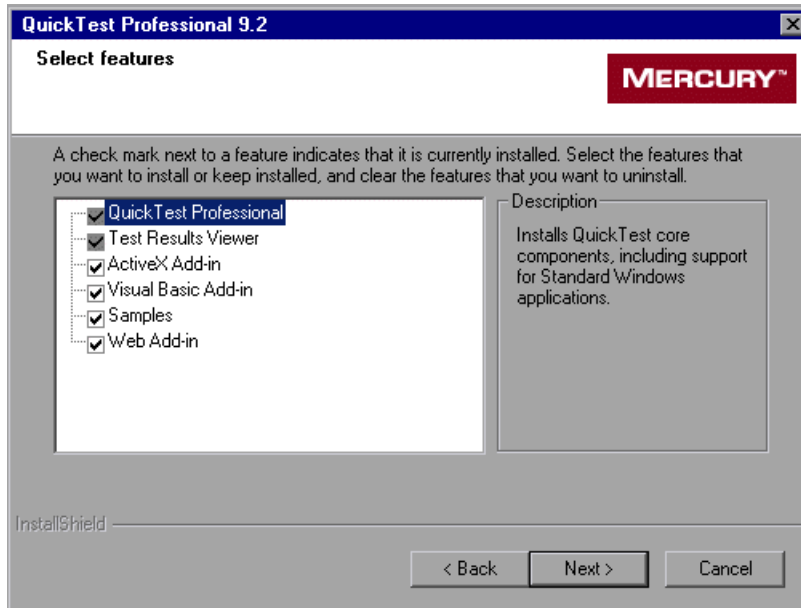 QuickTest Professional 9.2
Select features
MERCURY™
A check mark next to a feature indicates that it is currently installed. Select the features that
you want to install or keep installed, and clear the features that you want to uninstall.
QuickTest Professional
Test Results Viewer
ActiveX Add-in
Visual Basic Add-in
Samples
Web Add-in
Description
Installs QuickTest core
components, including support
for Standard Windows
applications.
InstallShield
< Back
Next >
Cancel